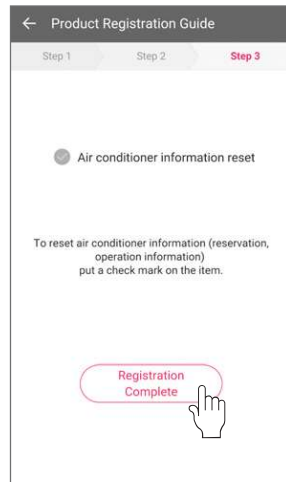 Product Registration Guide
Step 1 Step 2 Step 3
Air conditioner information reset
To reset air conditioner information (reservation,
operation information)
put a check mark on the item.
Registration
Complete